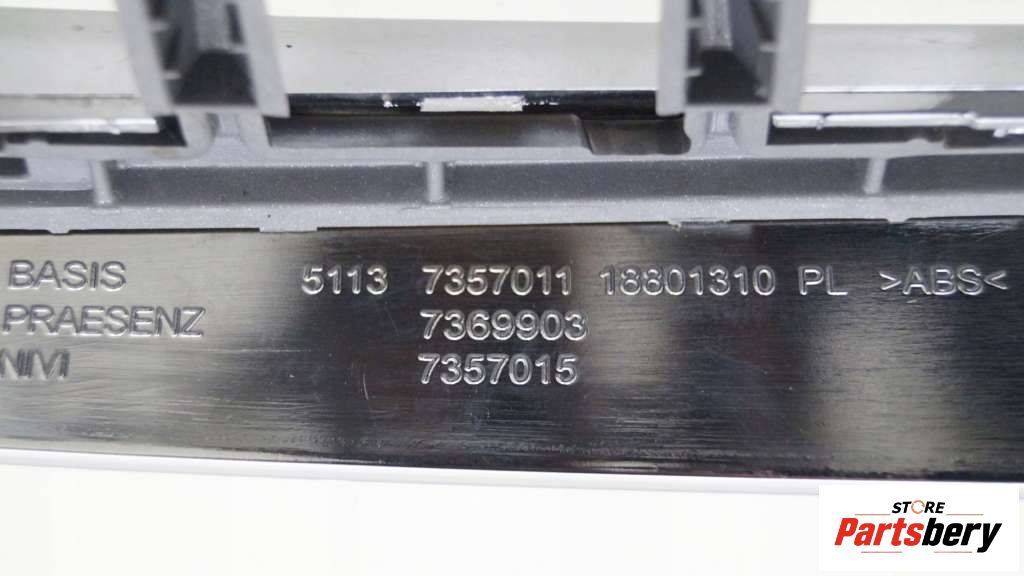 BASIS 5113 7357011 18801310 PL >ABS<
PRAESENZ 7369903
NIVI 7357015
STORE
Partsbery